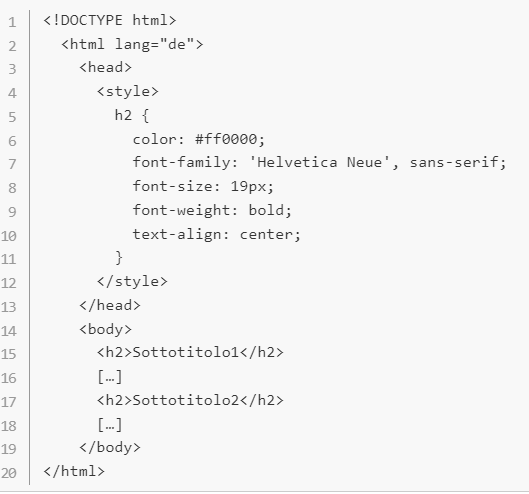 1 <!DOCTYPE html>
2 <html lang="de">
3 <head>
4 <style>
5 h2 {
6 color: #ff0000;
7 font-family: 'Helvetica Neue', sans-serif;
8 font-size: 19px;
9 font-weight: bold;
10 text-align: center;
11 }
12 </style>
13 </head>
14 <body>
15 <h2>Sottotitolo1</h2>
16 […]
17 <h2>Sottotitolo2</h2>
18 […]
19 </body>
20 </html>